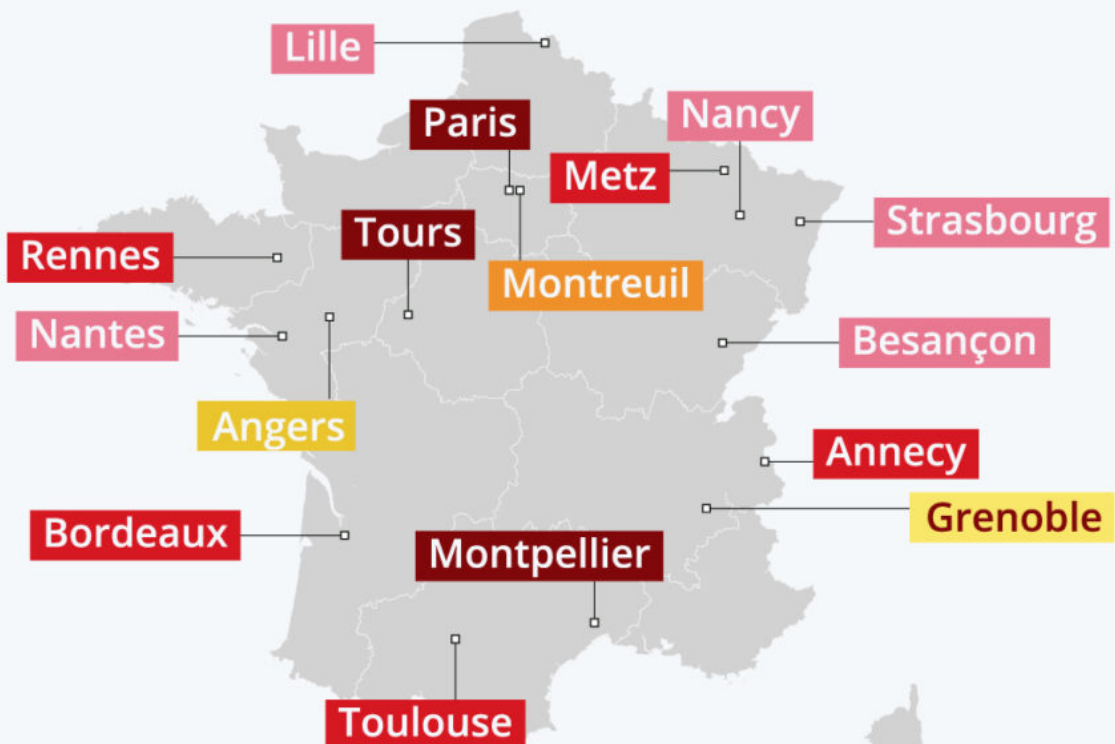 Lille
Paris
Nancy
Metz
Strasbourg
Tours
Rennes
Montreuil
Nantes
Besançon
Angers
Annecy
Grenoble
Bordeaux
Montpellier
Toulouse